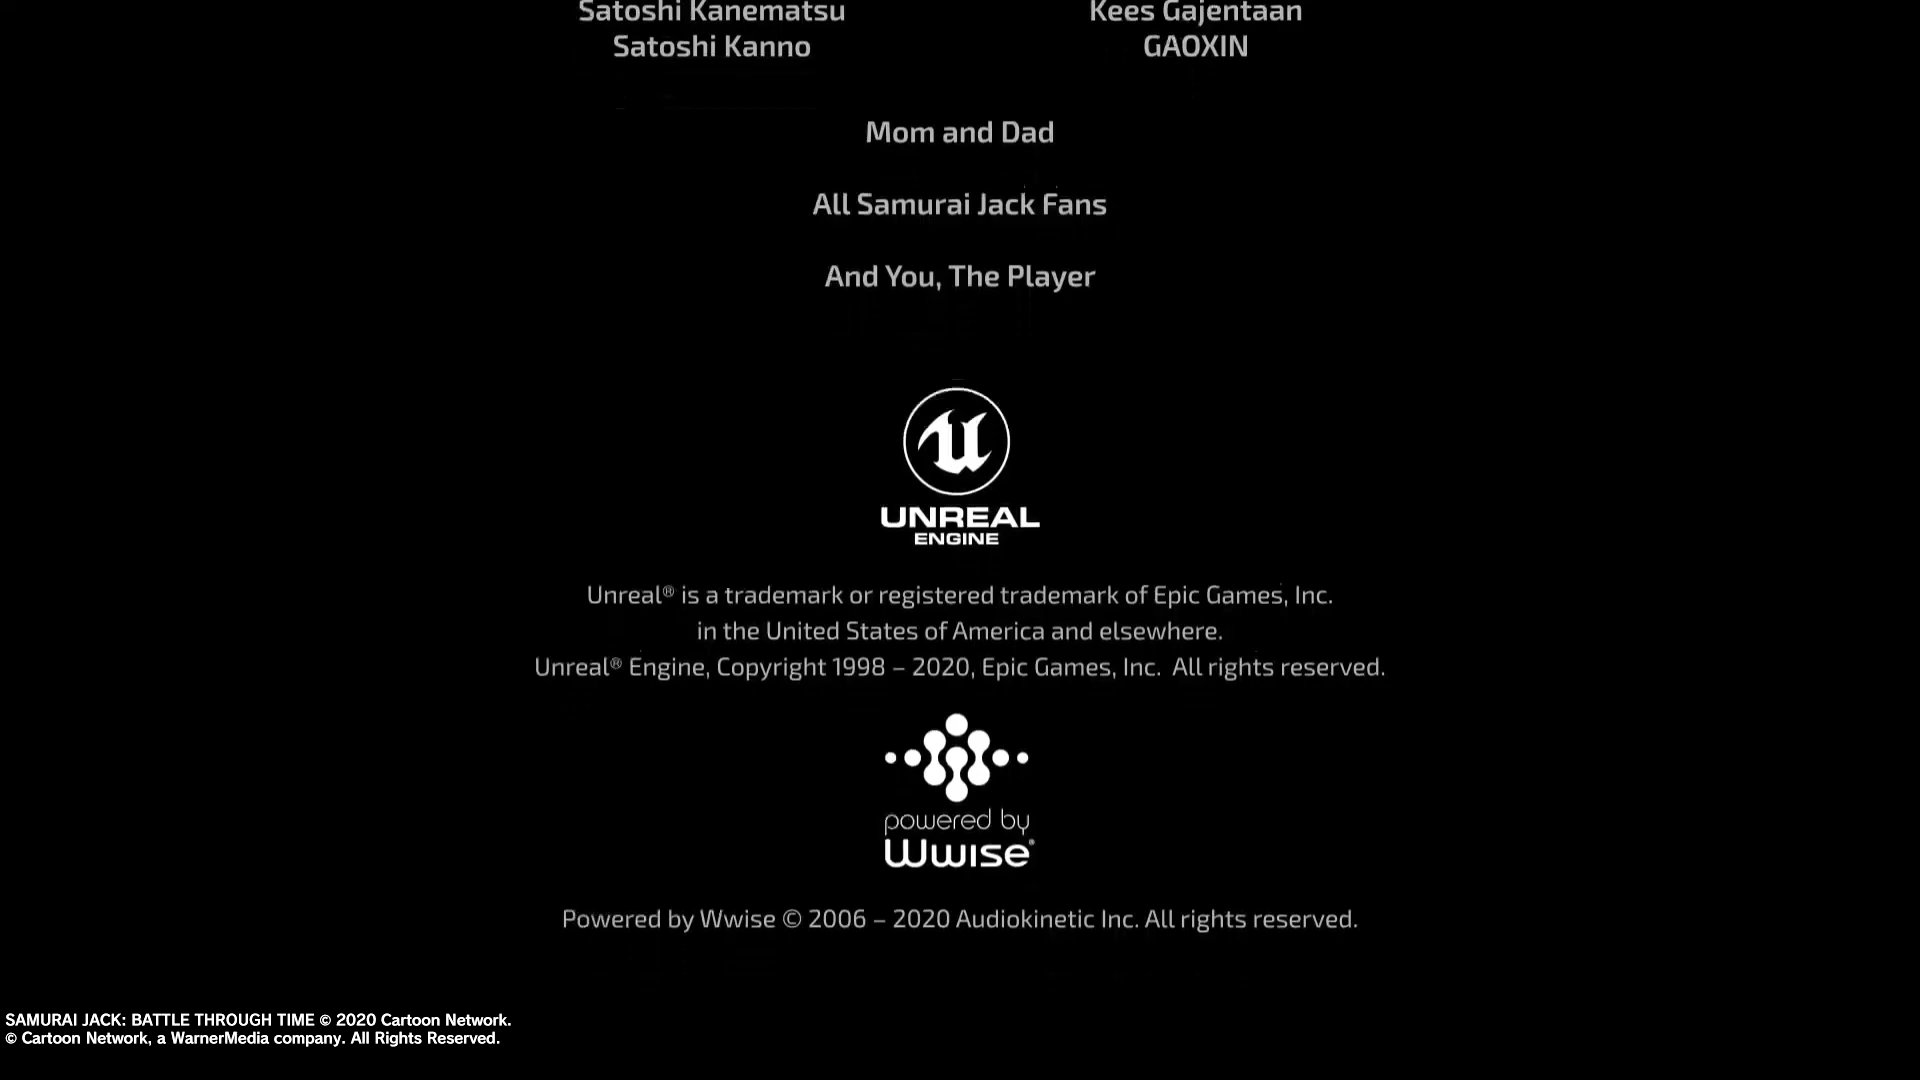 Satoshi Kanematsu
Kees Gajentaan
Satoshi Kanno
GAOXIN
Mom and Dad
All Samurai Jack Fans
And You, The Player
UNREAL
ENGINE
Unreal® is a trademark or registered trademark of Epic Games, Inc.
in the United States of America and elsewhere.
Unreal® Engine, Copyright 1998 – 2020, Epic Games, Inc.  All rights reserved.
powered by
Wwise®
Powered by Wwise © 2006 – 2020 Audiokinetic Inc. All rights reserved.
SAMURAI JACK: BATTLE THROUGH TIME © 2020 Cartoon Network.
© Cartoon Network, a WarnerMedia company. All Rights Reserved.